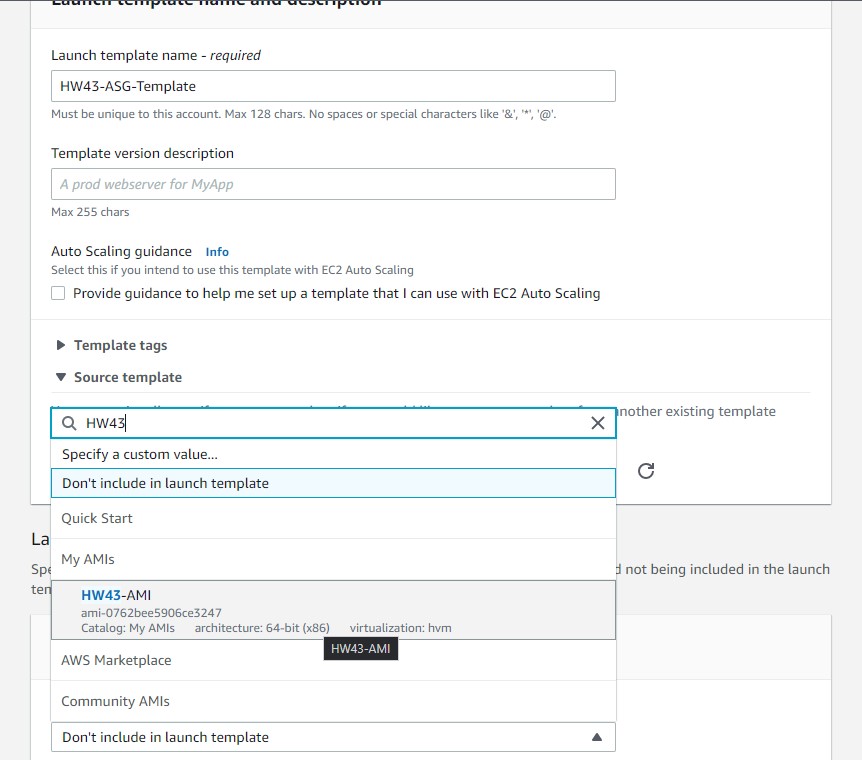 Launch template name and description
Launch template name - required
HW43-ASG-Template
Must be unique to this account. Max 128 chars. No spaces or special characters like '&', '*', '@'.
Template version description
A prod webserver for MyApp
Max 255 chars
Auto Scaling guidance Info
Select this if you intend to use this template with EC2 Auto Scaling
Provide guidance to help me set up a template that I can use with EC2 Auto Scaling
Template tags
Source template
another existing template
HW43
Specify a custom value...
Don't include in launch template
Quick Start
La
My AMIs
Spe
d not being included in the launch
tem
HW43-AMI
ami-0762bee5906ce3247
Catalog: My AMIs architecture: 64-bit (x86) virtualization: hvm
HW43-AMI
AWS Marketplace
Community AMIs
Don't include in launch template